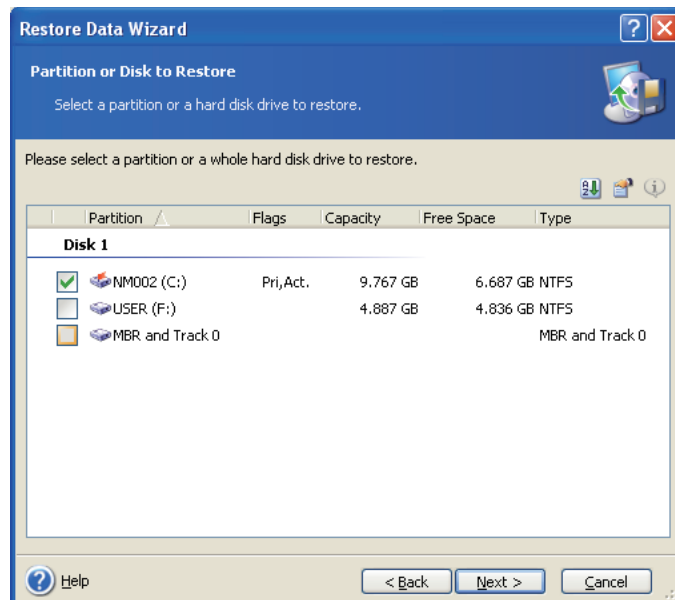 Restore Data Wizard
Partition or Disk to Restore
Select a partition or a hard disk drive to restore.
Please select a partition or a whole hard disk drive to restore.
Partition Flags Capacity Free Space Type
Disk 1
NM002 (C:) Pri,Act. 9.767 GB 6.687 GB NTFS
USER (F:) 4.887 GB 4.836 GB NTFS
MBR and Track 0 MBR and Track 0
Help < Back Next > Cancel